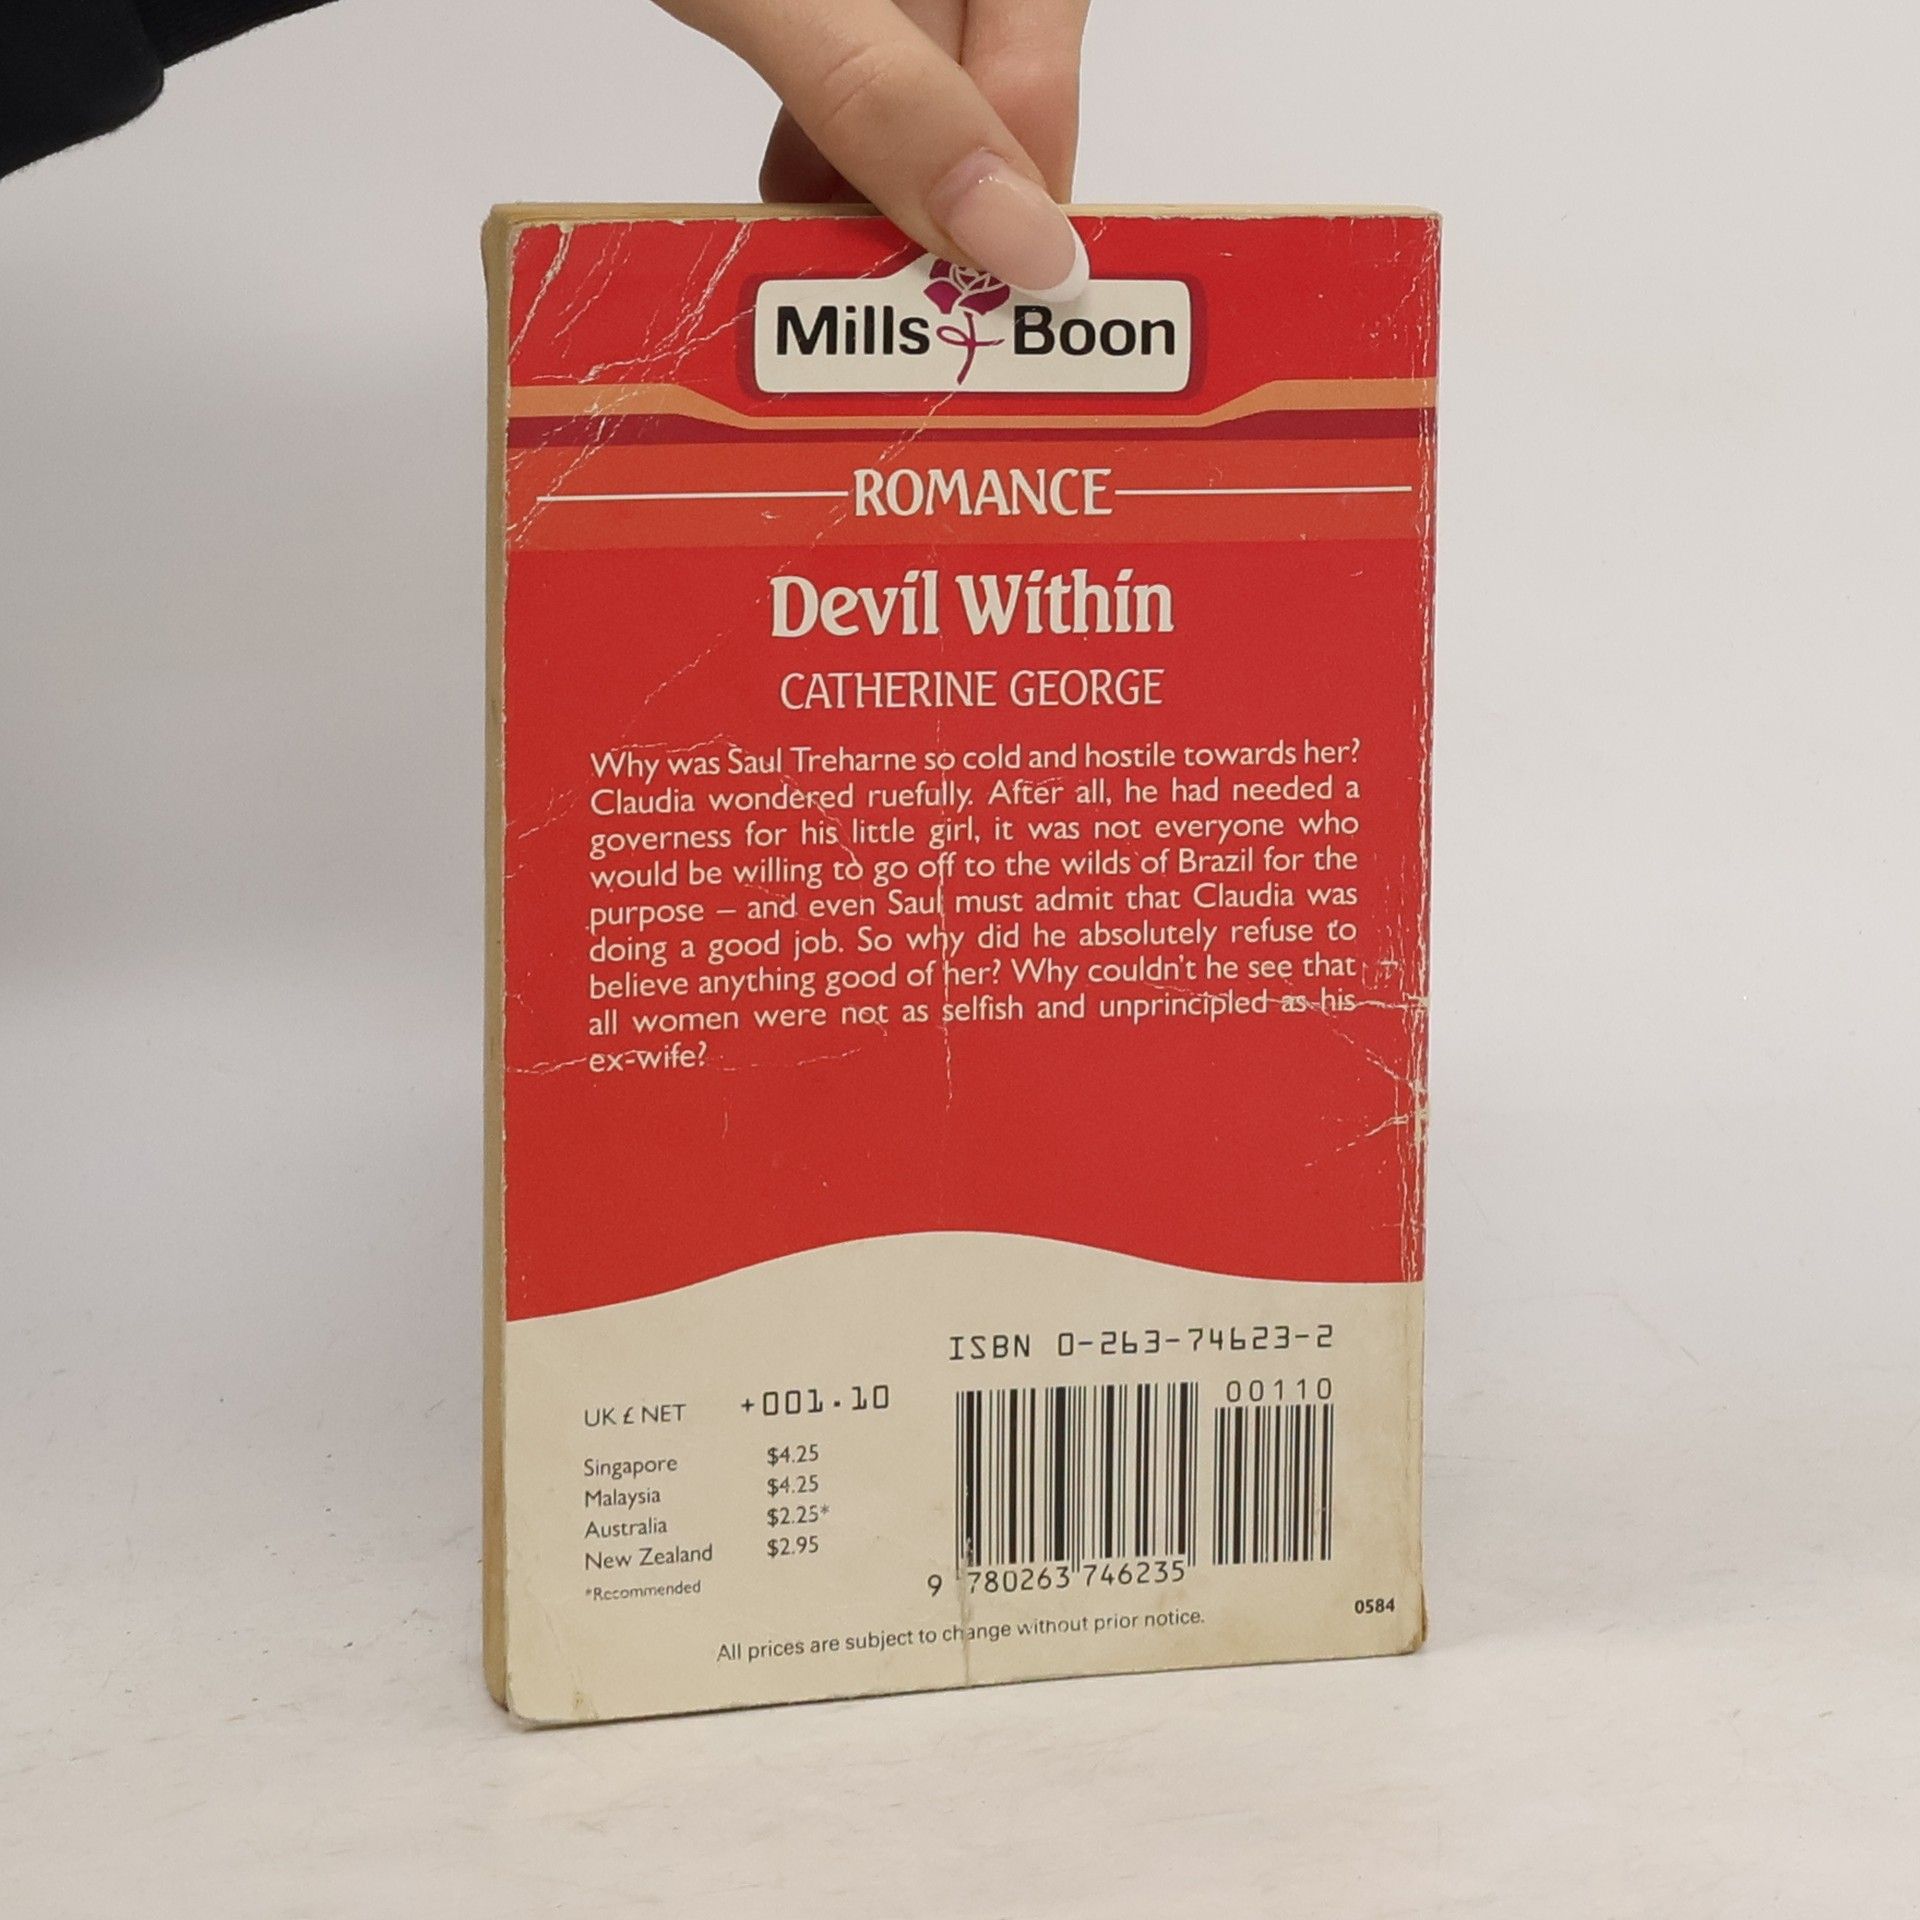 Mills & Boon
ROMANCE
Devil Within
CATHERINE GEORGE
Why was Saul Treharne so cold and hostile towards her?
Claudia wondered ruefully. After all, he had needed a
governess for his little girl, it was not everyone who
would be willing to go off to the wilds of Brazil for the
purpose – and even Saul must admit that Claudia was
doing a good job. So why did he absolutely refuse to
believe anything good of her? Why couldn't he see that
all women were not as selfish and unprincipled as his
ex-wife?
ISBN 0-263-74623-2
UK £ NET +001.10
00110
Singapore $4.25
Malaysia $4.25
Australia $2.25*
New Zealand $2.95
*Recommended
9 780263 746235
0584
All prices are subject to change without prior notice.